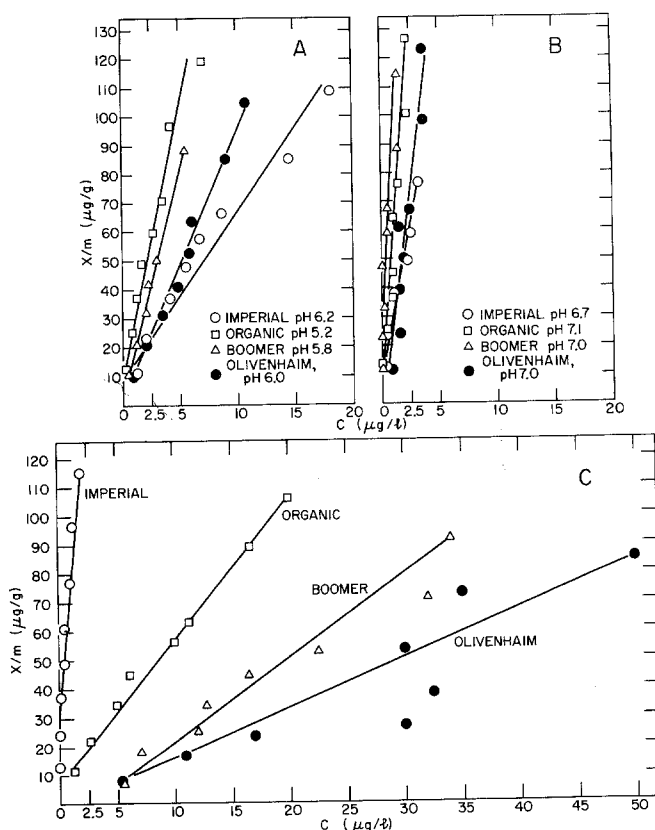 A
B
X/m (µg/g)
120
110
100
90
80
70
60
50
40
30
20
10
○ IMPERIAL pH 6.2
□ ORGANIC pH 5.2
△ BOOMER pH 5.8
● OLIVENHAIM,
pH 6.0
○ IMPERIAL pH 6.7
□ ORGANIC pH 7.1
△ BOOMER pH 7.0
● OLIVENHAIM,
pH 7.0
0 2.5 5 10 15 20
0 2.5 5 10 15 20
C (µg/ℓ)
C
X/m (µg/g)
120
110
100
90
80
70
60
50
40
30
20
10
IMPERIAL
ORGANIC
BOOMER
OLIVENHAIM
0 2.5 5 10 15 20 25 30 35 40 45 50
C (µg/ℓ)